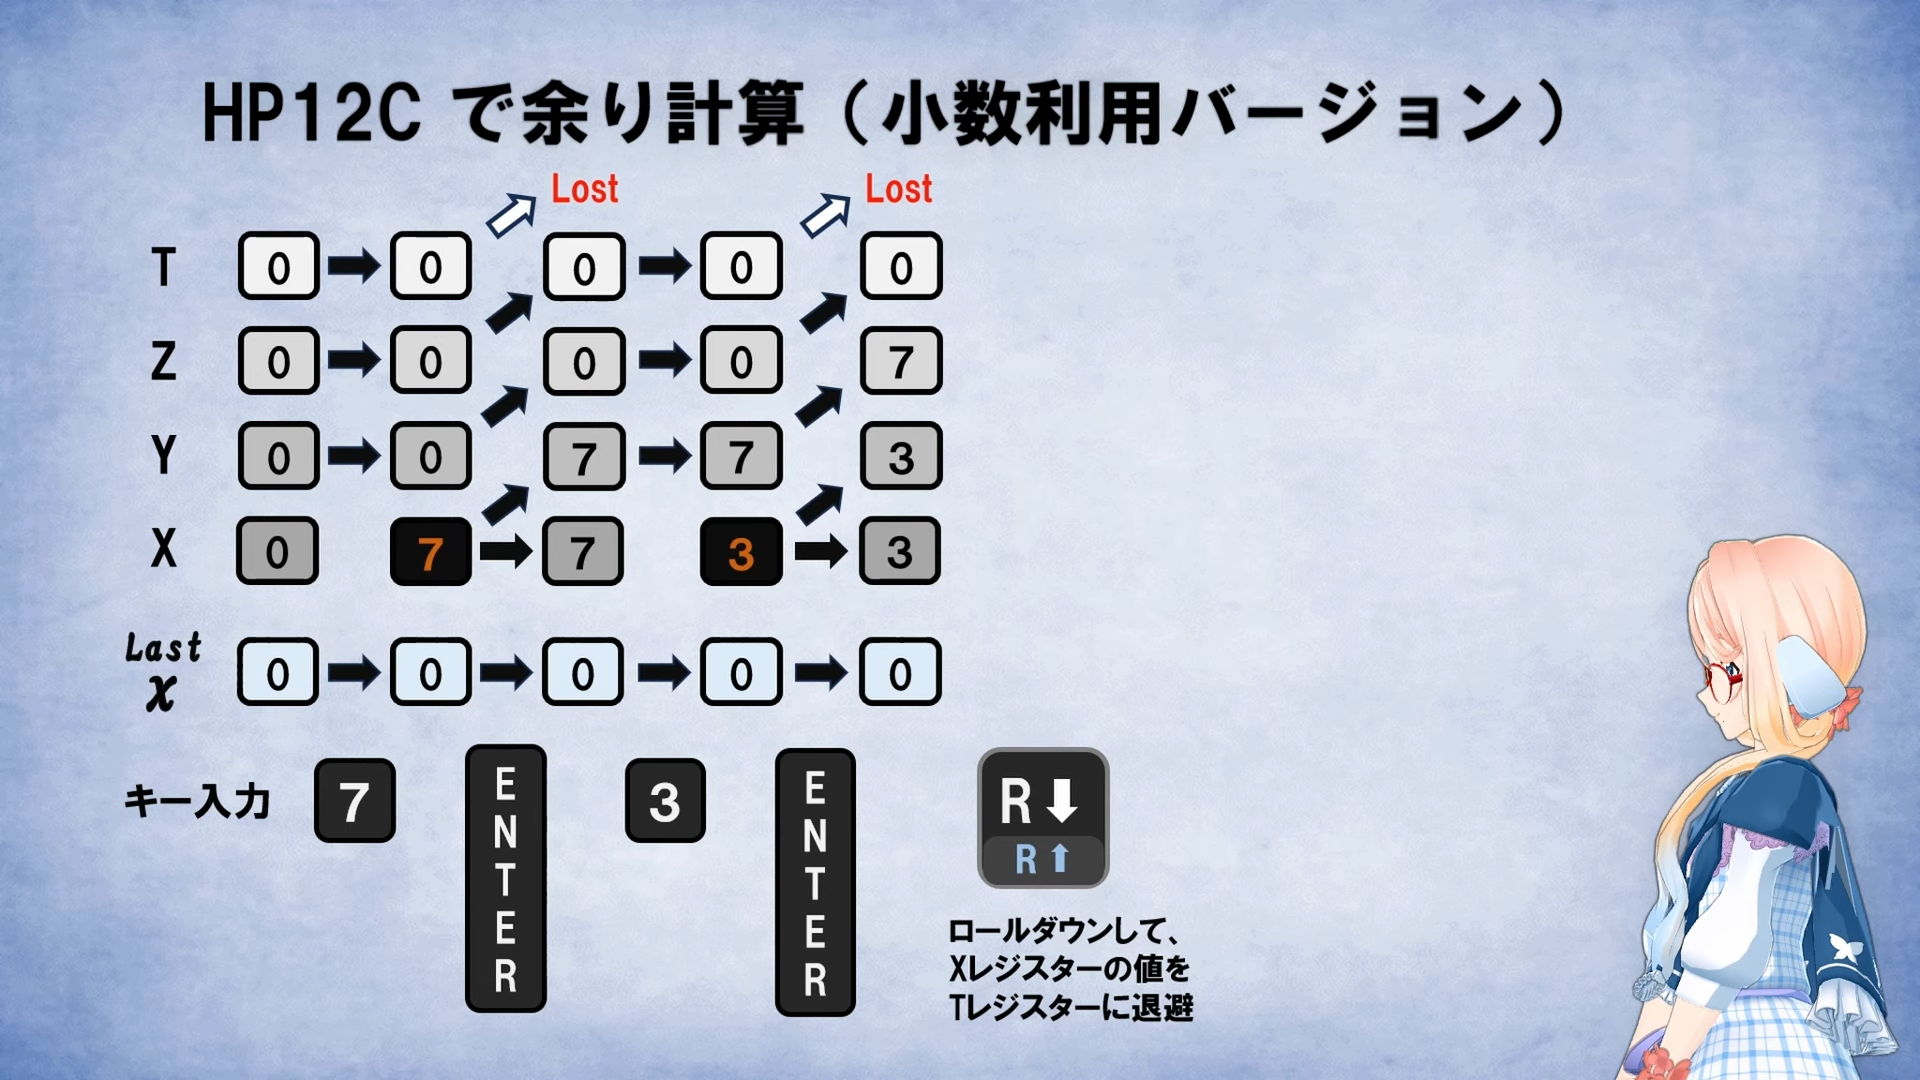 HP12C で余り計算（小数利用バージョン）
Lost Lost
T 0 0 0 0 0
Z 0 0 0 0 7
Y 0 0 7 7 3
X 0 7 7 3 3
Last
x 0 0 0 0 0
キー入力 7 ENTER 3 ENTER R⬇
R⬆
ロールダウンして、
Xレジスターの値を
Tレジスターに退避